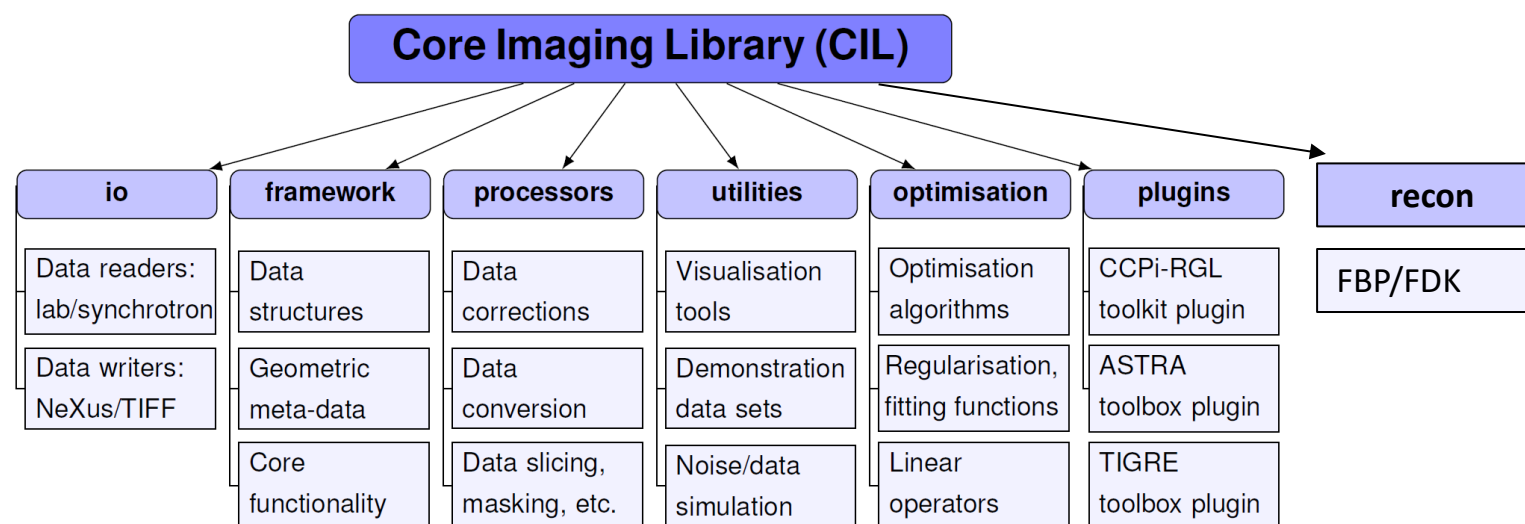 Core Imaging Library (CIL)
io
framework
processors
utilities
optimisation
plugins
recon
Data readers:
lab/synchrotron
Data writers:
NeXus/TIFF
Data
structures
Geometric
meta-data
Core
functionality
Data
corrections
Data
conversion
Data slicing,
masking, etc.
Visualisation
tools
Demonstration
data sets
Noise/data
simulation
Optimisation
algorithms
Regularisation,
fitting functions
Linear
operators
CCPi-RGL
toolkit plugin
ASTRA
toolbox plugin
TIGRE
toolbox plugin
FBP/FDK